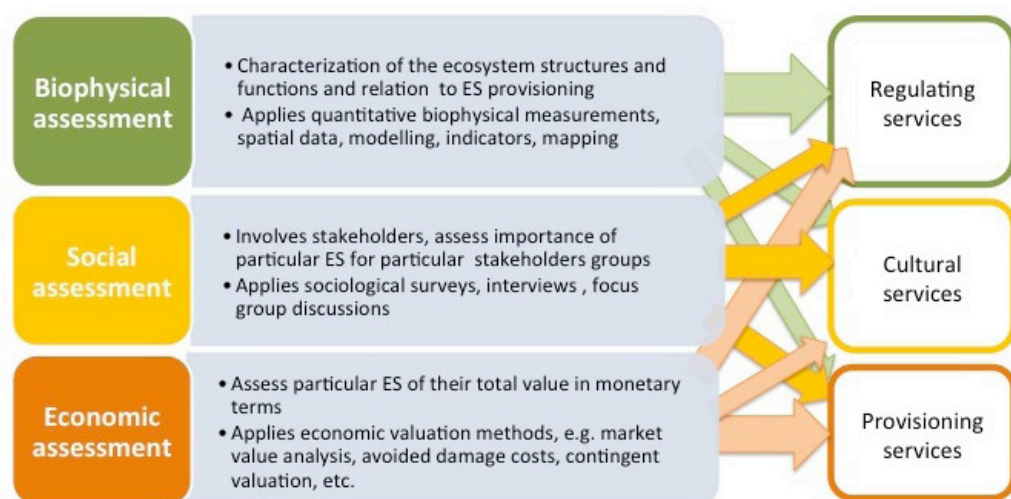 Biophysical
assessment
• Characterization of the ecosystem structures and
functions and relation to ES provisioning
• Applies quantitative biophysical measurements,
spatial data, modelling, indicators, mapping
Regulating
services
Social
assessment
• Involves stakeholders, assess importance of
particular ES for particular stakeholders groups
• Applies sociological surveys, interviews , focus
group discussions
Cultural
services
Economic
assessment
• Assess particular ES of their total value in monetary
terms
• Applies economic valuation methods, e.g. market
value analysis, avoided damage costs, contingent
valuation, etc.
Provisioning
services